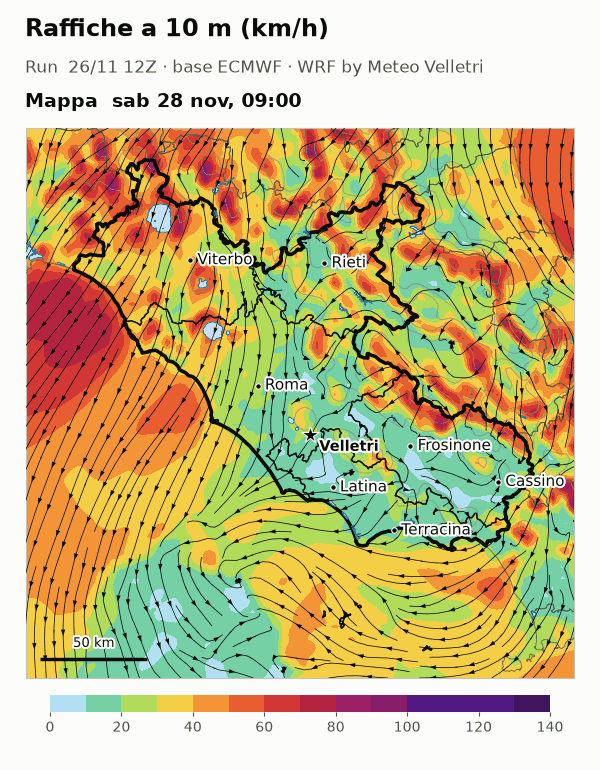 Raffiche a 10 m (km/h)
Run  26/11 12Z · base ECMWF · WRF by Meteo Velletri
Mappa  sab 28 nov, 09:00
Viterbo
Rieti
Roma
Velletri
Frosinone
Cassino
Latina
Terracina
50 km
0 20 40 60 80 100 120 140